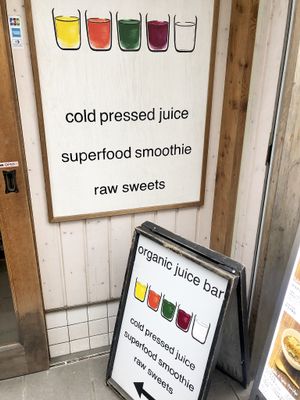 cold pressed juice
superfood smoothie
raw sweets
organic juice bar
cold pressed juice
superfood smoothie
raw sweets